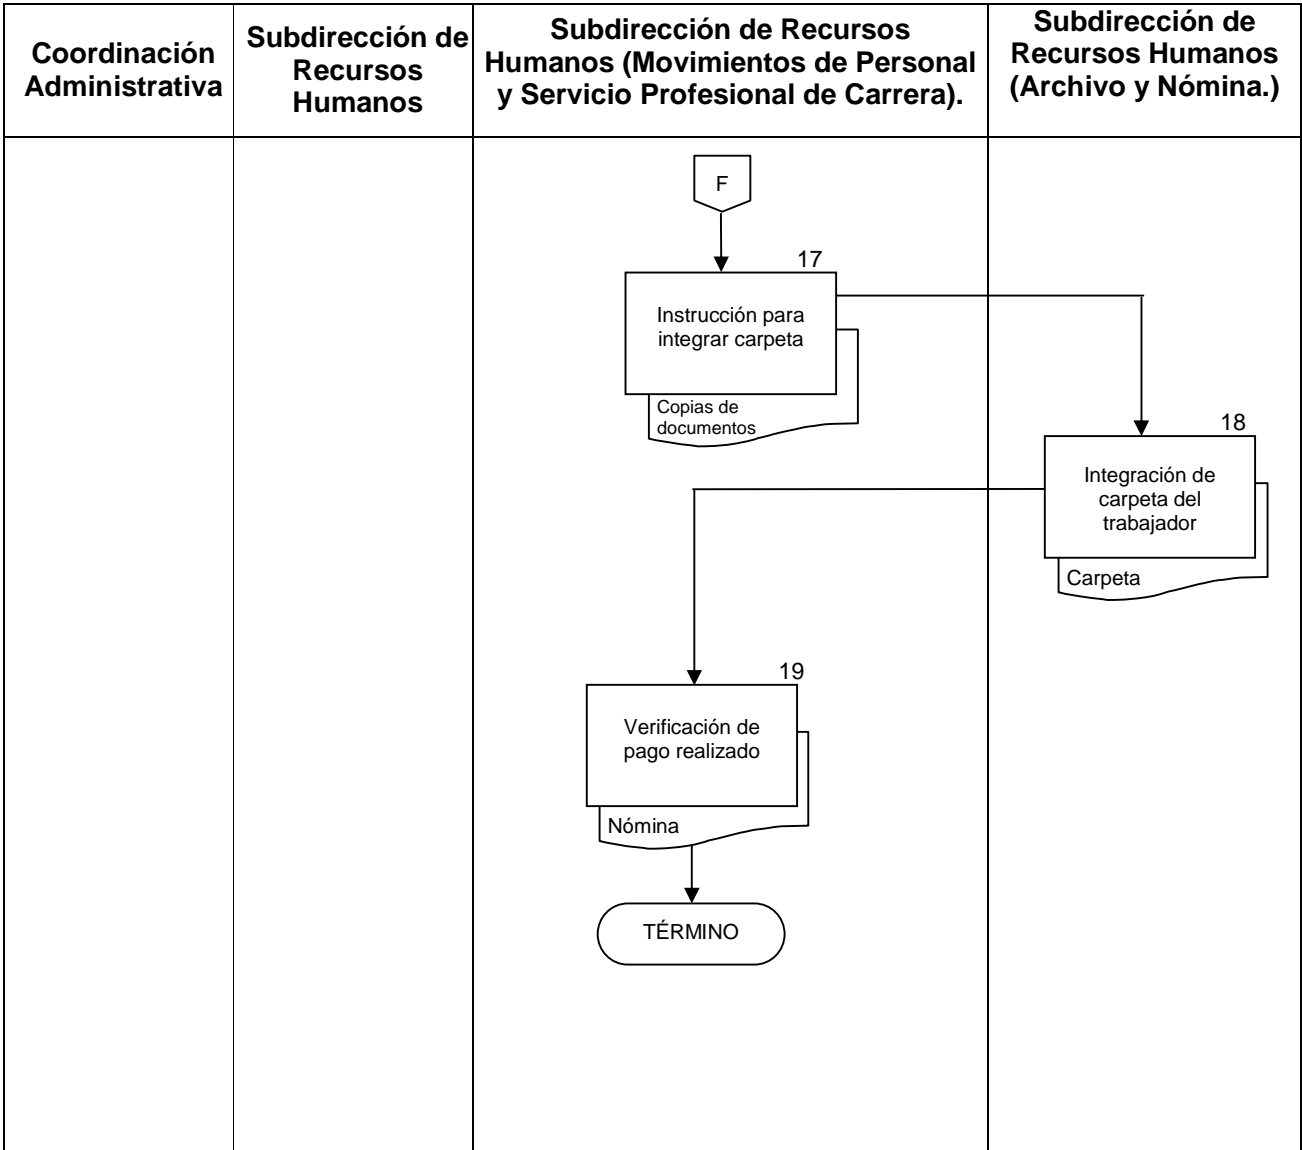 Coordinación
Administrativa
Subdirección de
Recursos
Humanos
Subdirección de Recursos
Humanos (Movimientos de Personal
y Servicio Profesional de Carrera).
Subdirección de
Recursos Humanos
(Archivo y Nómina.)
F
17
Instrucción para
integrar carpeta
Copias de
documentos
18
Integración de
carpeta del
trabajador
Carpeta
19
Verificación de
pago realizado
Nómina
TÉRMINO